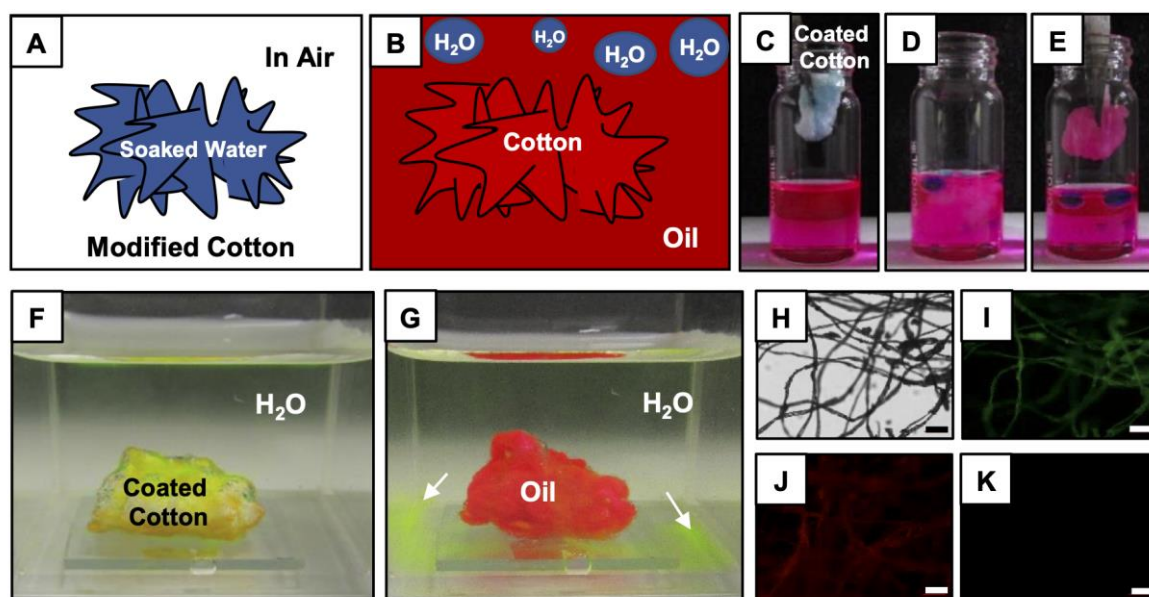 A
In Air
Soaked Water
Modified Cotton
B
H₂O
H₂O
H₂O
H₂O
Cotton
Oil
C
Coated
Cotton
D
E
F
H₂O
Coated
Cotton
G
H₂O
Oil
H
I
J
K